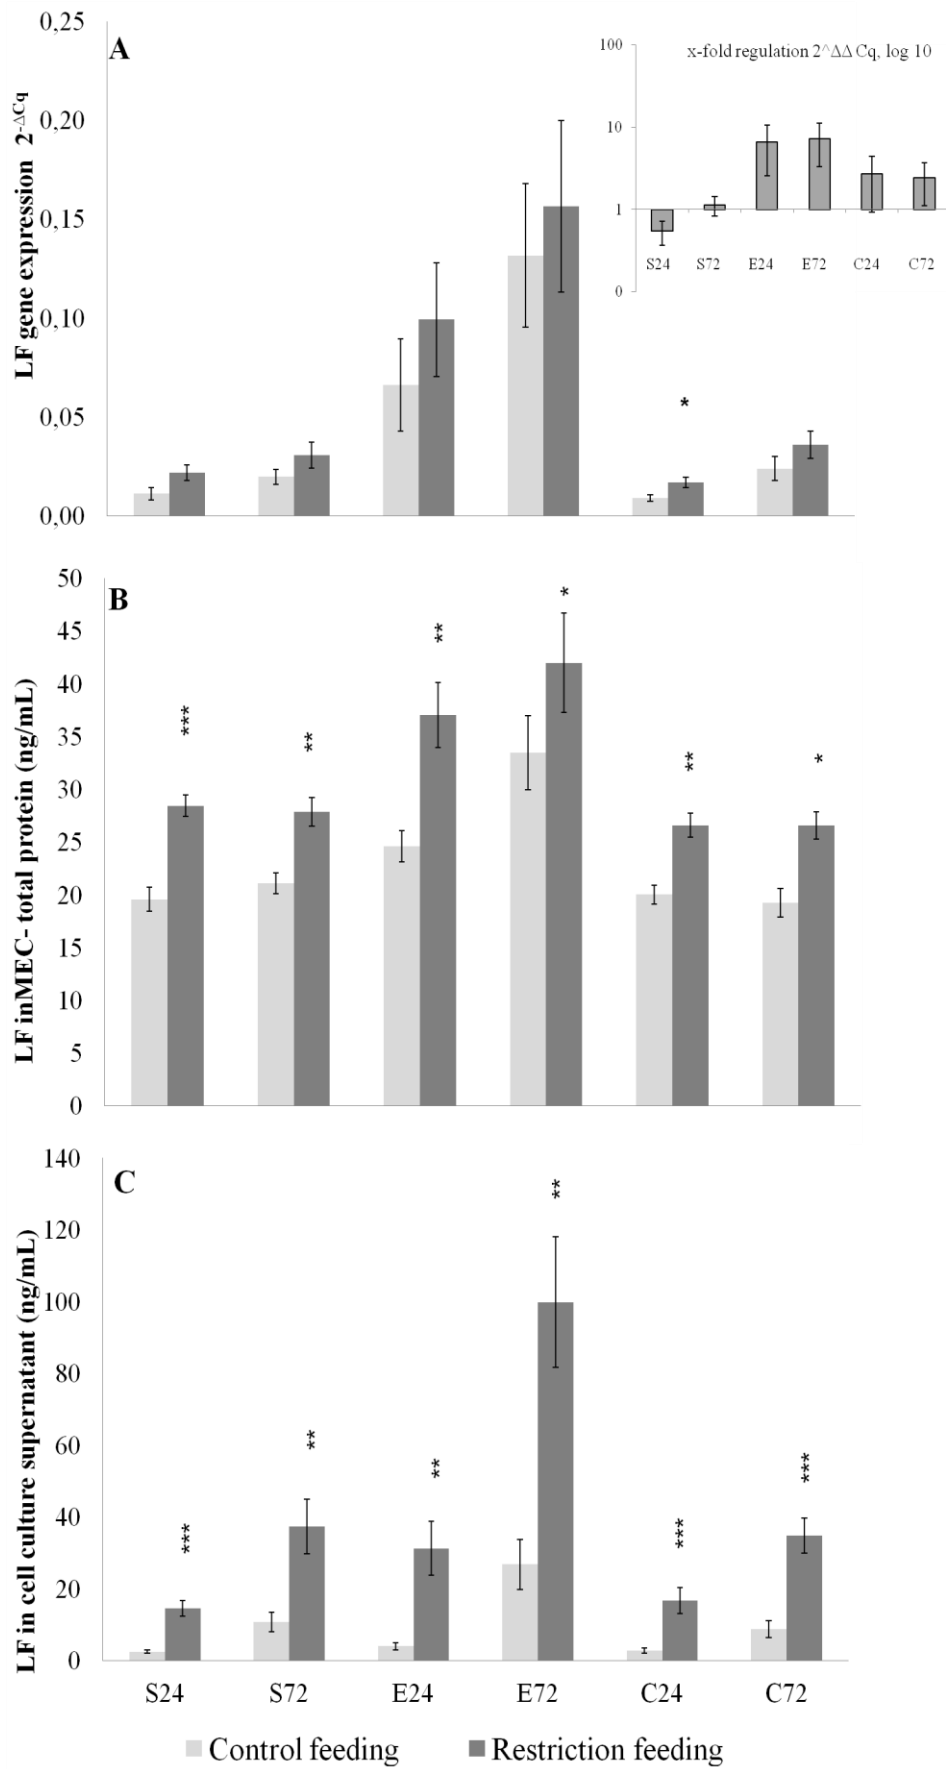 A
LF gene expression 2-ΔCq
0,25
0,20
0,15
0,10
0,05
0,00
*
x-fold regulation 2^ΔΔ Cq, log 10
100
10
1
0
S24 S72 E24 E72 C24 C72
B
LF inMEC- total protein (ng/mL)
50
45
40
35
30
25
20
15
10
5
0
*** ** ** * ** *
C
LF in cell culture supernatant (ng/mL)
140
120
100
80
60
40
20
0
*** ** ** ** *** ***
S24 S72 E24 E72 C24 C72
Control feeding Restriction feeding